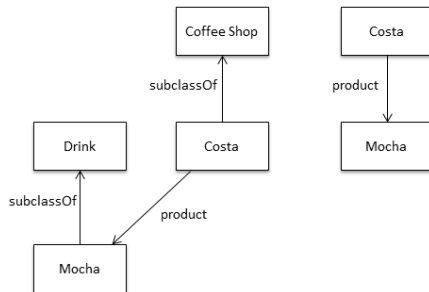 Coffee Shop
Costa
subclassOf
product
Drink
Costa
Mocha
subclassOf
product
Mocha